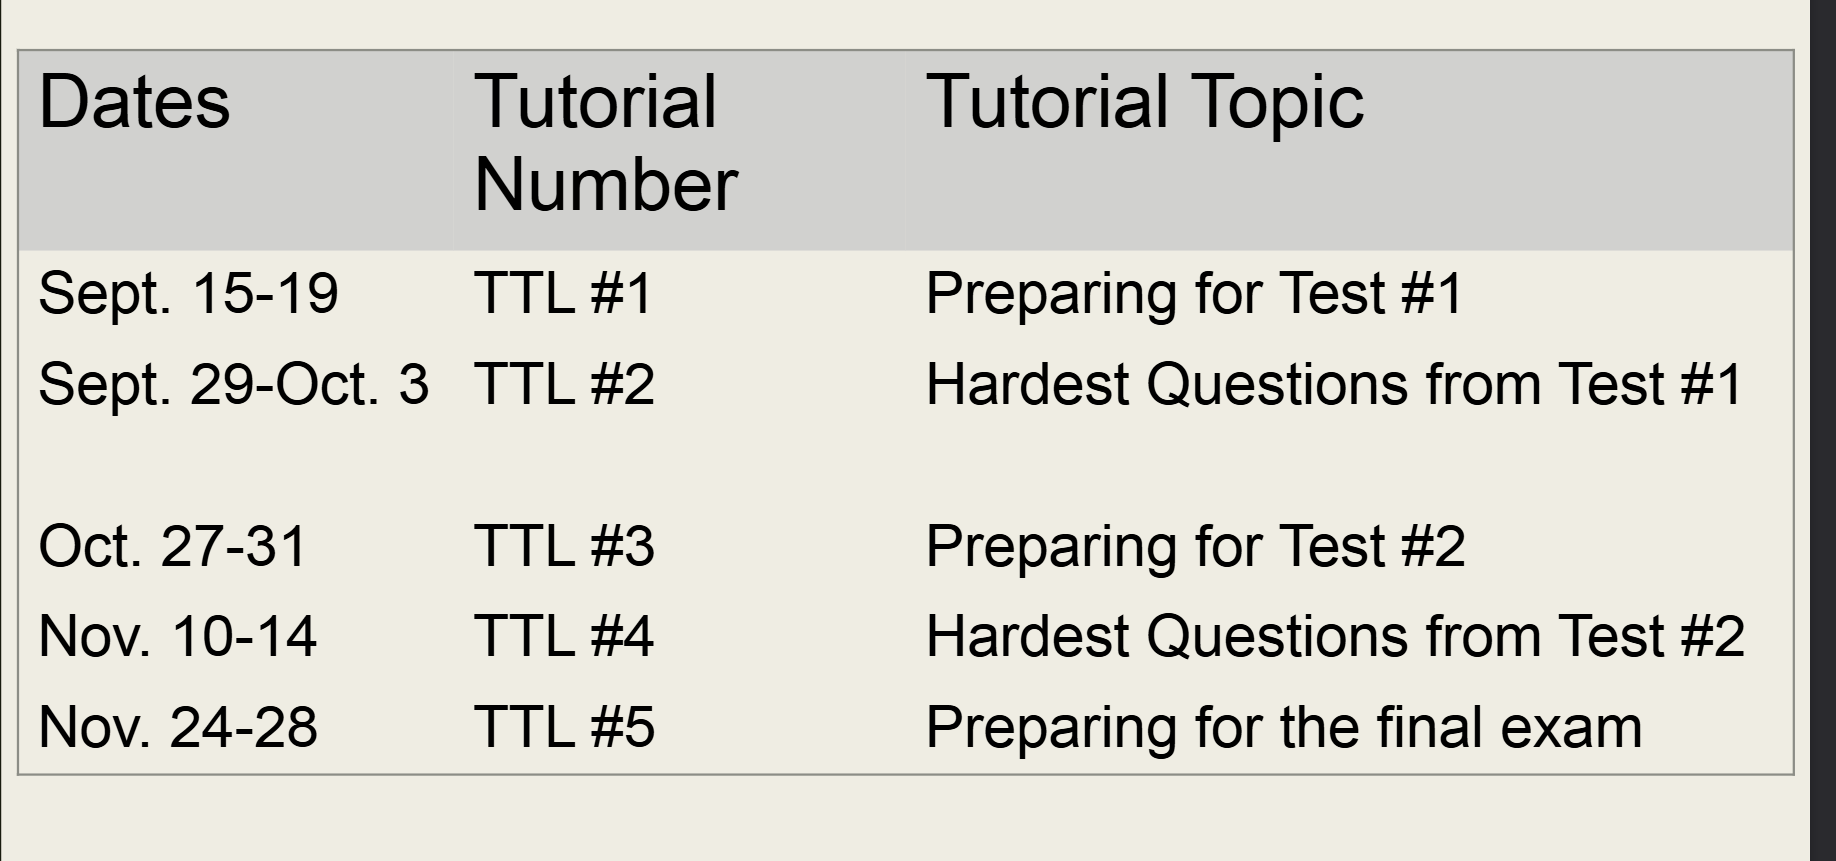 Dates Tutorial Number Tutorial Topic
Sept. 15-19 TTL #1 Preparing for Test #1
Sept. 29-Oct. 3 TTL #2 Hardest Questions from Test #1
Oct. 27-31 TTL #3 Preparing for Test #2
Nov. 10-14 TTL #4 Hardest Questions from Test #2
Nov. 24-28 TTL #5 Preparing for the final exam